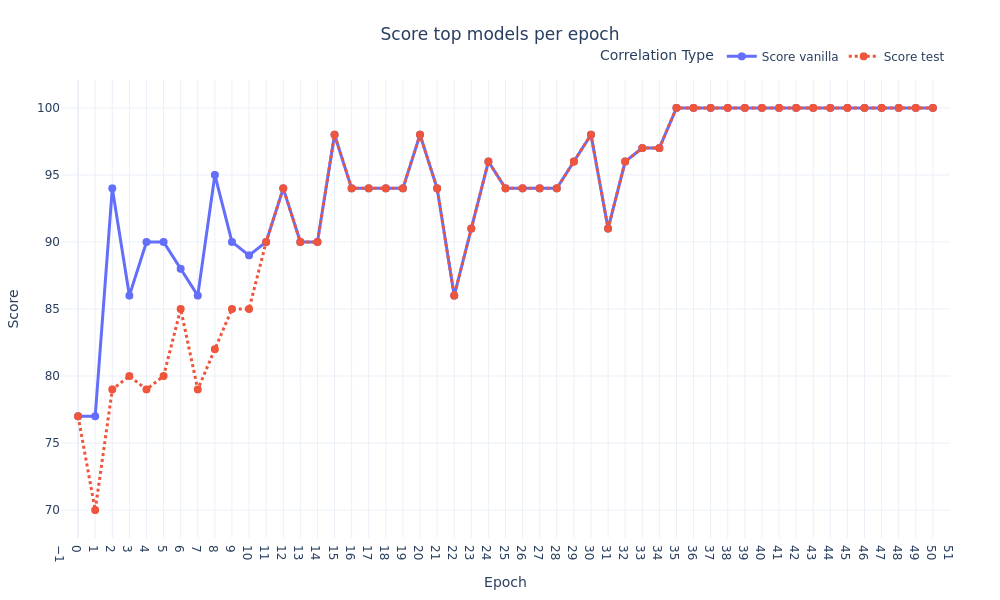 Score top models per epoch
Correlation Type Score vanilla Score test
100
95
90
85
80
75
70
Score
−1 0 1 2 3 4 5 6 7 8 9 10 11 12 13 14 15 16 17 18 19 20 21 22 23 24 25 26 27 28 29 30 31 32 33 34 35 36 37 38 39 40 41 42 43 44 45 46 47 48 49 50 51
Epoch